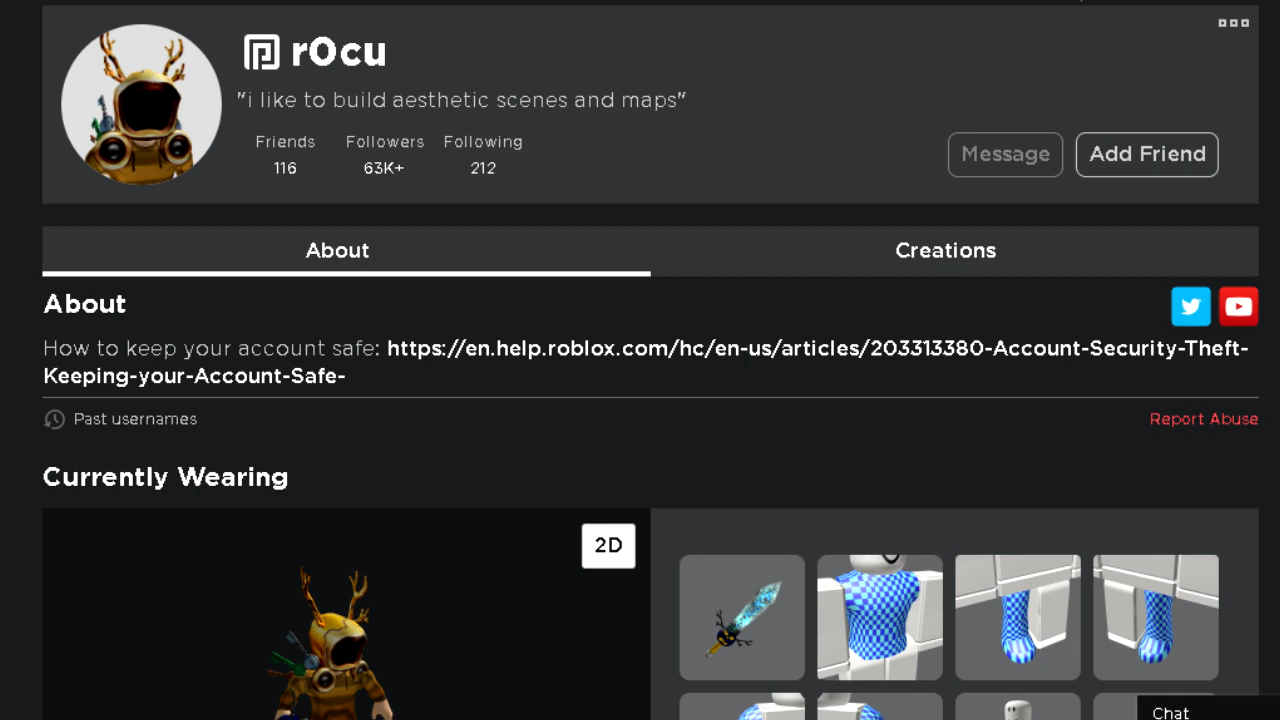 r0cu
"i like to build aesthetic scenes and maps"
Friends Followers Following
116 63K+ 212
Message Add Friend
About Creations
About
How to keep your account safe: https://en.help.roblox.com/hc/en-us/articles/203313380-Account-Security-Theft-
Keeping-your-Account-Safe-
Past usernames Report Abuse
Currently Wearing
2D
Chat